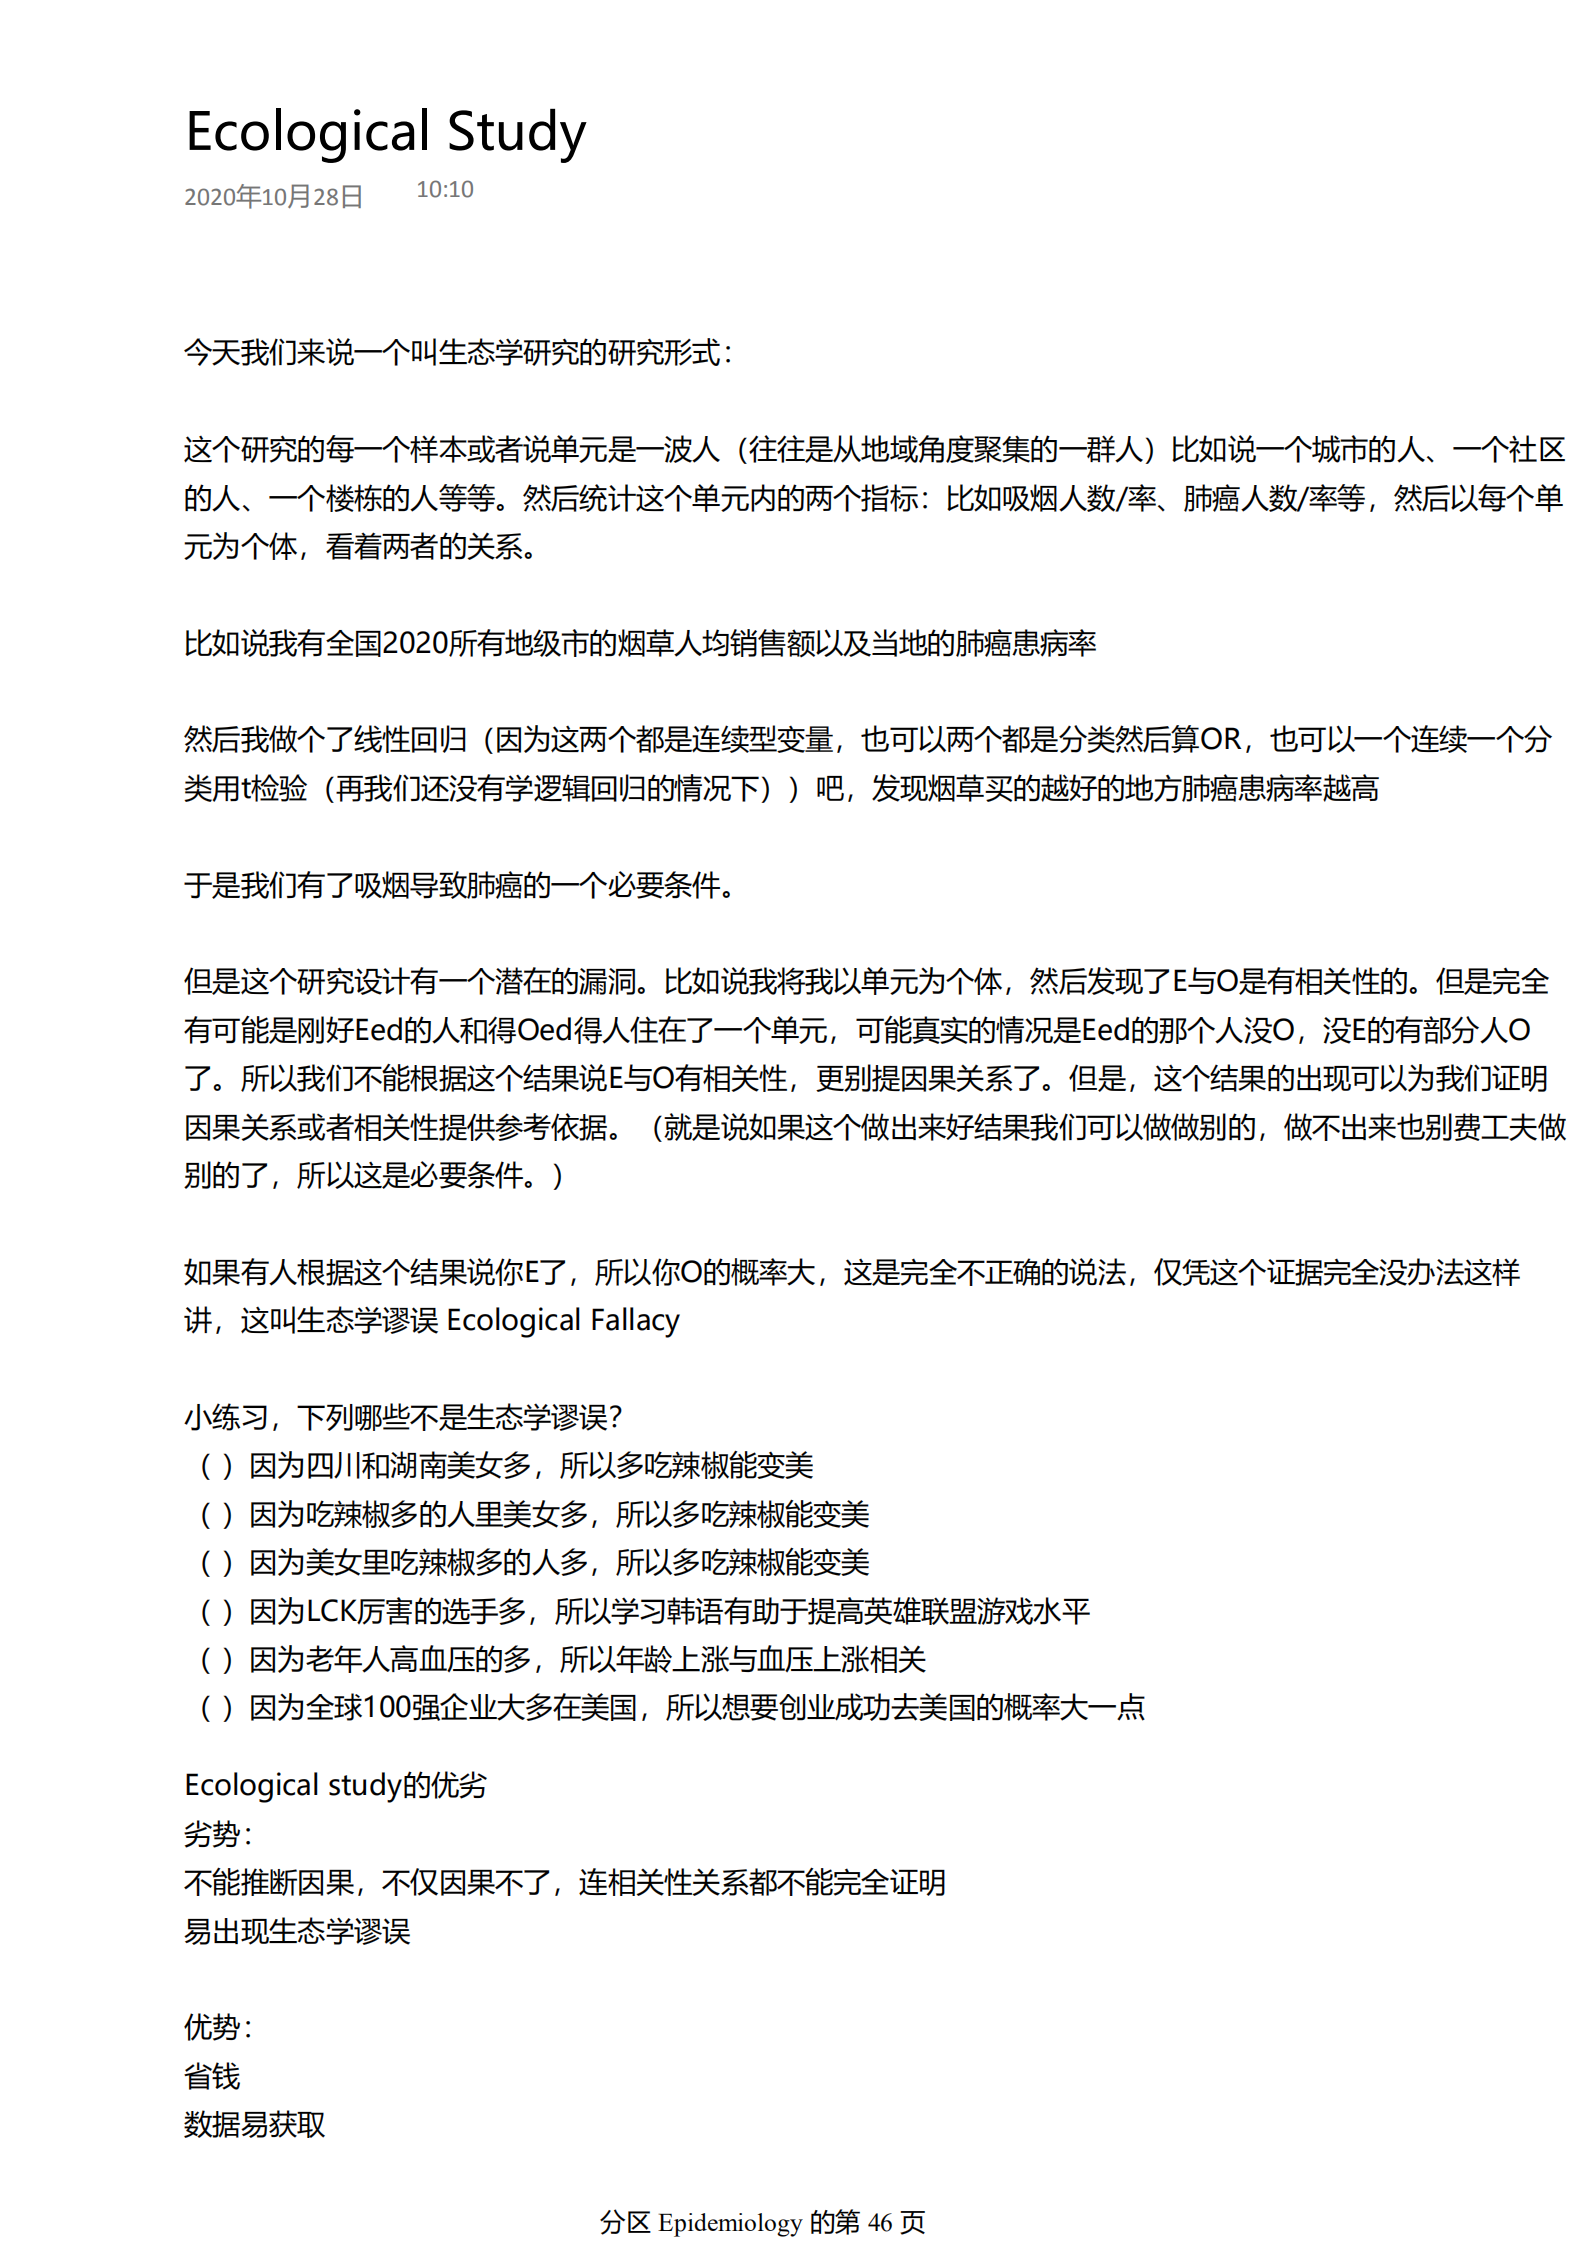 Ecological Study
2020年10月28日 10:10
今天我们来说一个叫生态学研究的研究形式：
这个研究的每一个样本或者说单元是一波人（往往是从地域角度聚集的一群人）比如说一个城市的人、一个社区
的人、一个楼栋的人等等。然后统计这个单元内的两个指标：比如吸烟人数/率、肺癌人数/率等，然后以每个单
元为个体，看着两者的关系。
比如说我有全国2020所有地级市的烟草人均销售额以及当地的肺癌患病率
然后我做个了线性回归（因为这两个都是连续型变量，也可以两个都是分类然后算OR，也可以一个连续一个分
类用t检验（再我们还没有学逻辑回归的情况下））吧，发现烟草买的越好的地方肺癌患病率越高
于是我们有了吸烟导致肺癌的一个必要条件。
但是这个研究设计有一个潜在的漏洞。比如说我将我以单元为个体，然后发现了E与O是有相关性的。但是完全
有可能是刚好Eed的人和得Oed得人住在了一个单元，可能真实的情况是Eed的那个人没O，没E的有部分人O
了。所以我们不能根据这个结果说E与O有相关性，更别提因果关系了。但是，这个结果的出现可以为我们证明
因果关系或者相关性提供参考依据。（就是说如果这个做出来好结果我们可以做做别的，做不出来也别费工夫做
别的了，所以这是必要条件。）
如果有人根据这个结果说你E了，所以你O的概率大，这是完全不正确的说法，仅凭这个证据完全没办法这样
讲，这叫生态学谬误 Ecological Fallacy
小练习，下列哪些不是生态学谬误？
（ ）因为四川和湖南美女多，所以多吃辣椒能变美
（ ）因为吃辣椒多的人里美女多，所以多吃辣椒能变美
（ ）因为美女里吃辣椒多的人多，所以多吃辣椒能变美
（ ）因为LCK厉害的选手多，所以学习韩语有助于提高英雄联盟游戏水平
（ ）因为老年人高血压的多，所以年龄上涨与血压上涨相关
（ ）因为全球100强企业大多在美国，所以想要创业成功去美国的概率大一点
Ecological study的优劣
劣势：
不能推断因果，不仅因果不了，连相关性关系都不能完全证明
易出现生态学谬误
优势：
省钱
数据易获取
分区 Epidemiology 的第 46 页